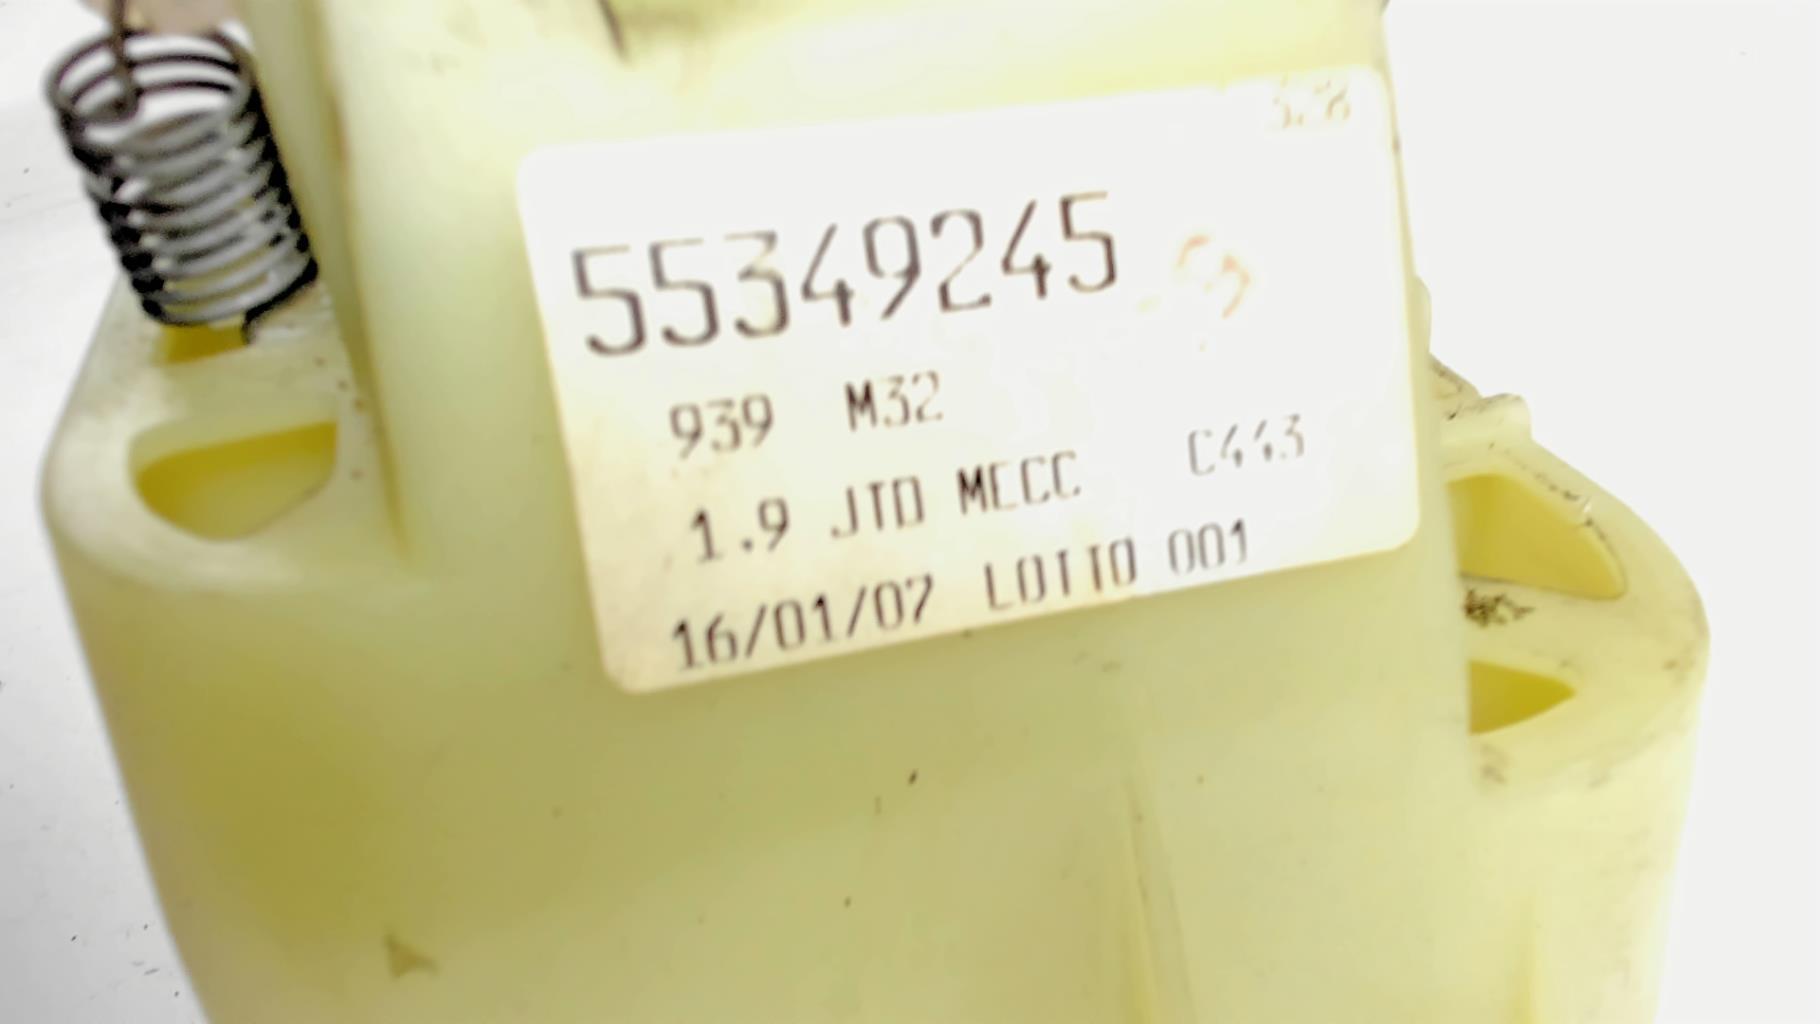 55349245
939 M32
1.9 JTD MECC C443
16/01/07 LOTTO 001